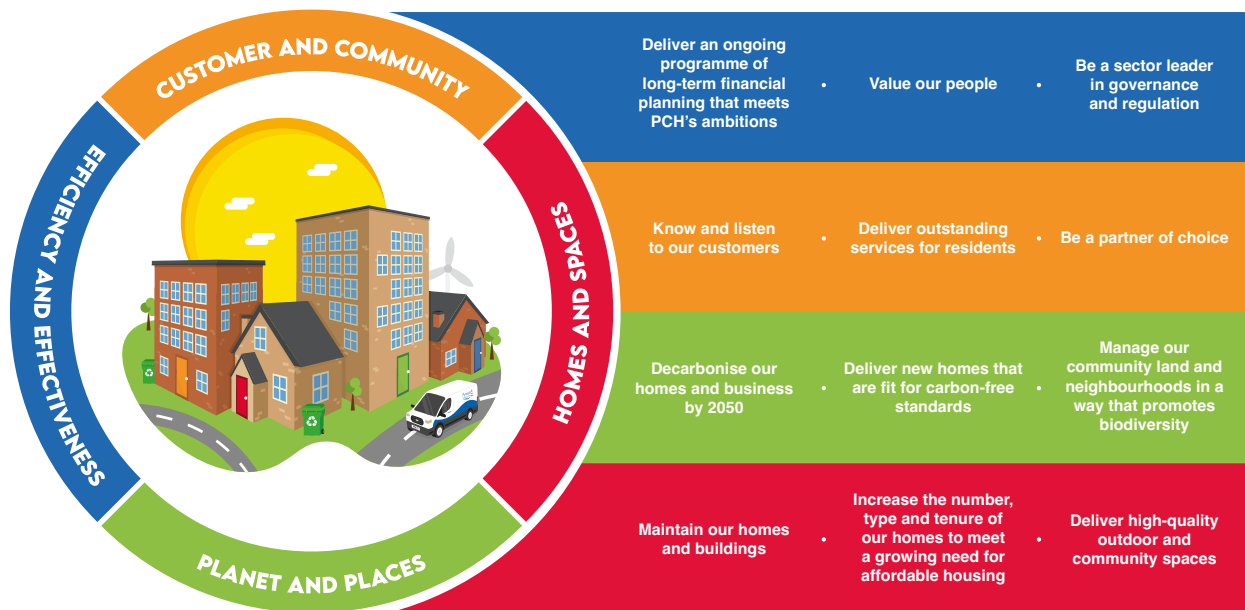 CUSTOMER AND COMMUNITY
EFFICIENCY AND EFFECTIVENESS
HOMES AND SPACES
PLANET AND PLACES
Deliver an ongoing
programme of
long-term financial
planning that meets
PCH’s ambitions
• Value our people
• Be a sector leader
in governance
and regulation
Know and listen
to our customers
• Deliver outstanding
services for residents
• Be a partner of choice
Decarbonise our
homes and business
by 2050
• Deliver new homes that
are fit for carbon-free
standards
• Manage our
community land and
neighbourhoods in a
way that promotes
biodiversity
Maintain our homes
and buildings
• Increase the number,
type and tenure of
our homes to meet
a growing need for
affordable housing
• Deliver high-quality
outdoor and
community spaces